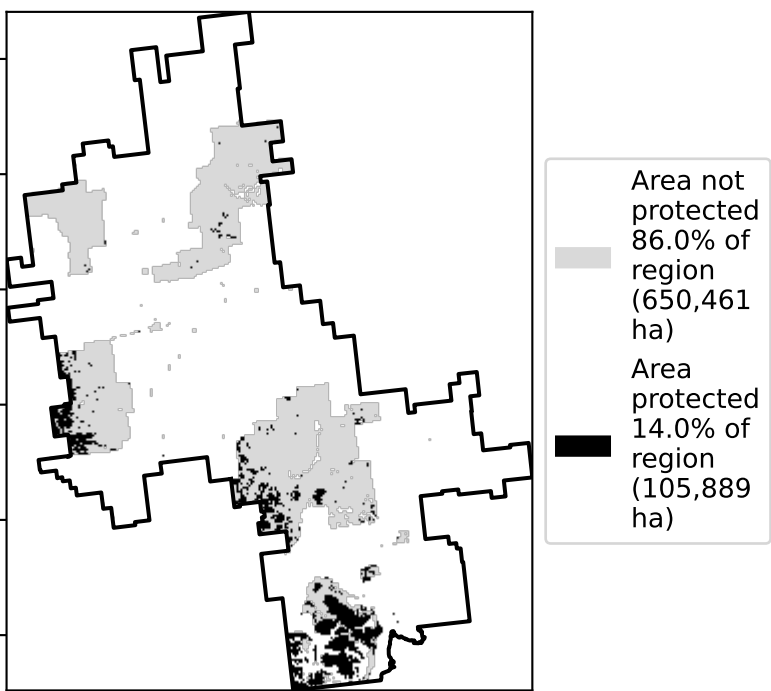 Area not
protected
86.0% of
region
(650,461
ha)
Area
protected
14.0% of
region
(105,889
ha)